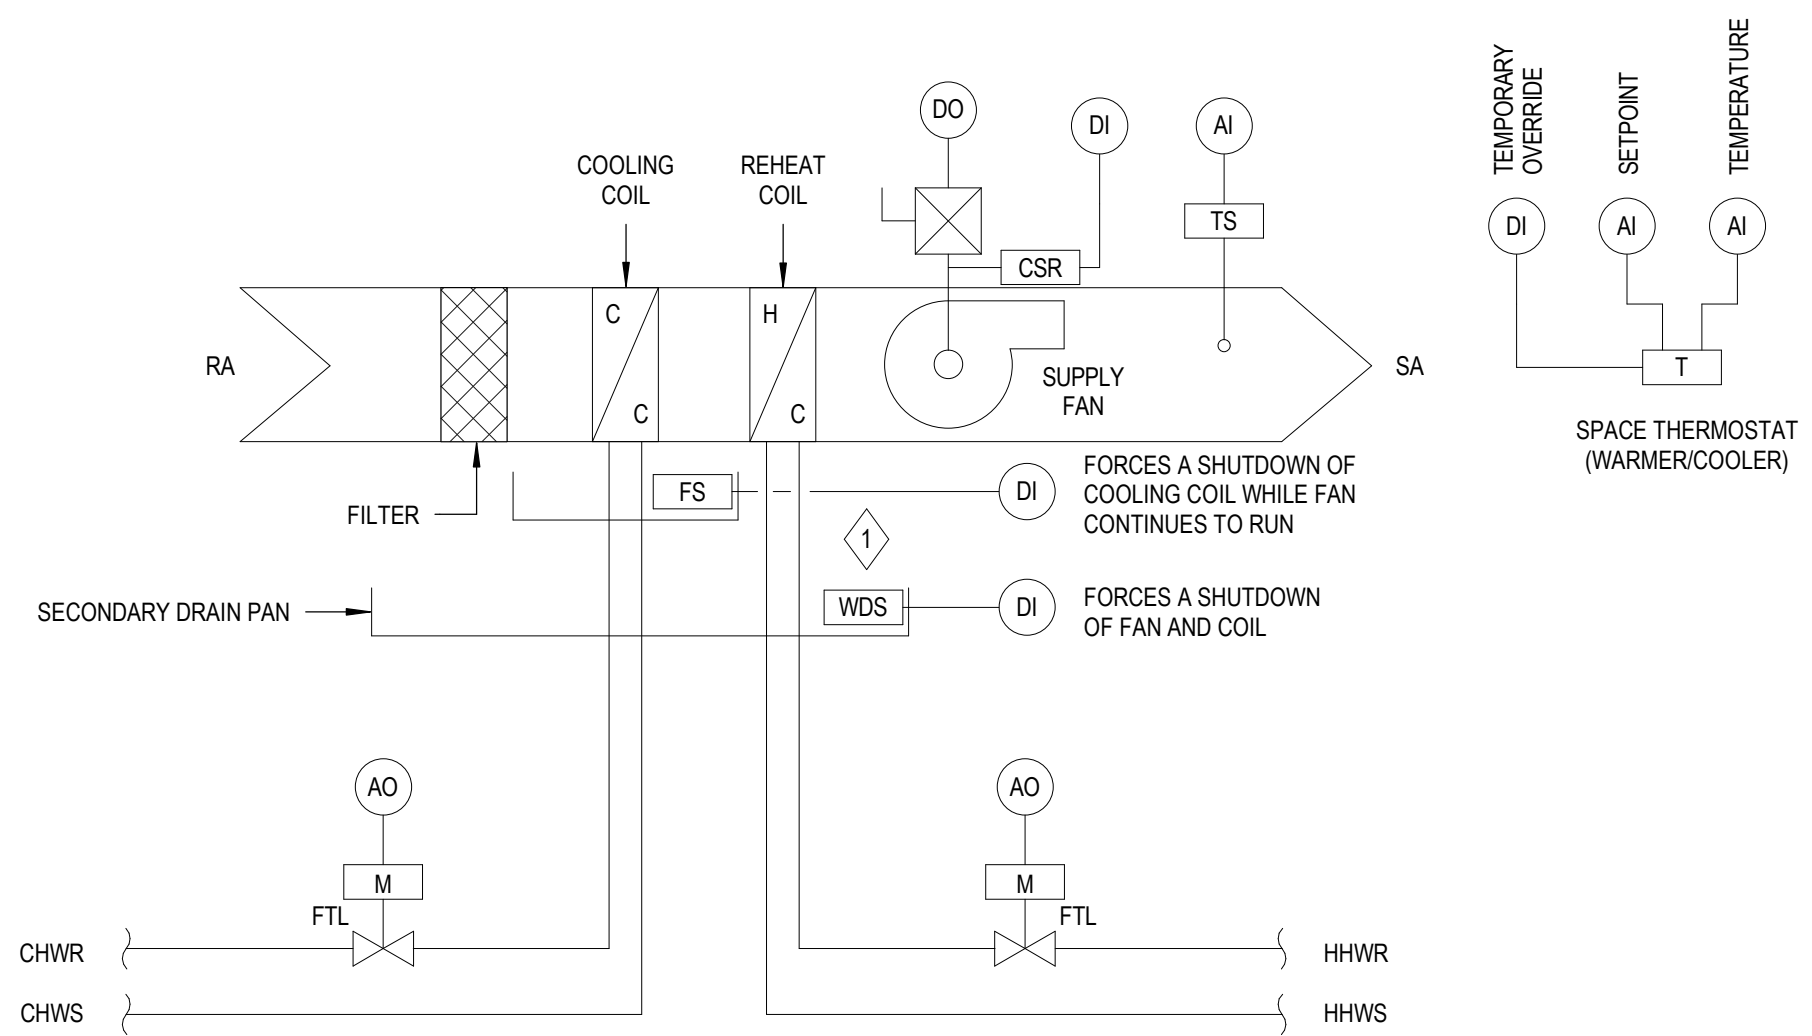 TEMPORARY
OVERRIDE
SETPOINT
TEMPERATURE
DO
DI
AI
COOLING
COIL
REHEAT
COIL
TS
DI
AI
AI
CSR
C
H
RA
SUPPLY
FAN
SA
T
C
C
SPACE THERMOSTAT
(WARMER/COOLER)
FS
DI
FORCES A SHUTDOWN OF
COOLING COIL WHILE FAN
CONTINUES TO RUN
FILTER
1
SECONDARY DRAIN PAN
WDS
DI
FORCES A SHUTDOWN
OF FAN AND COIL
AO
AO
M
M
FTL
FTL
CHWR
HHWR
CHWS
HHWS